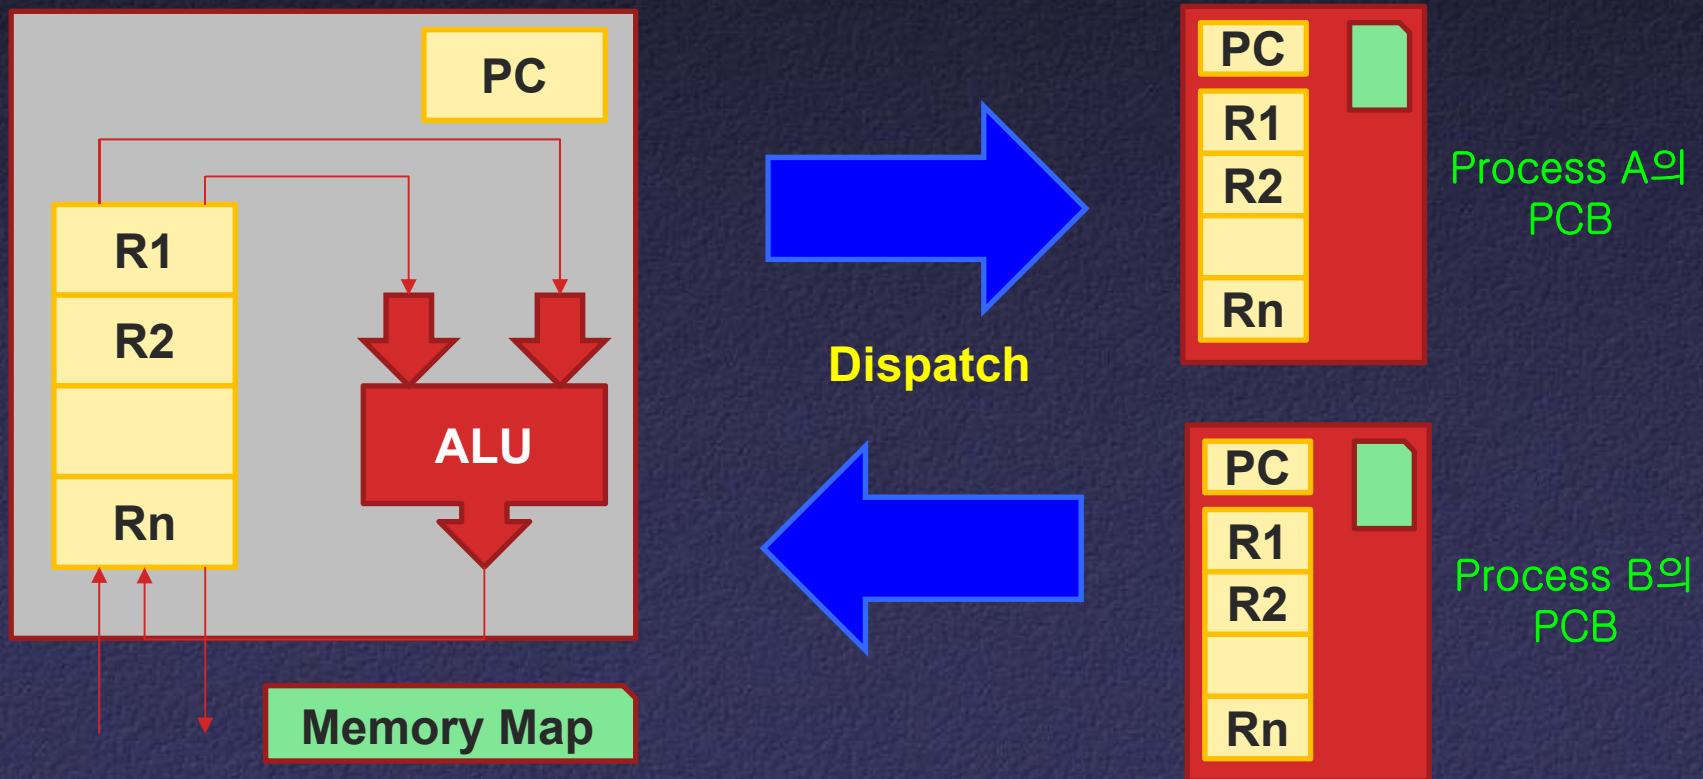 PC
R1
R2
Rn
ALU
Memory Map
Dispatch
PC
R1
R2
Rn
Process A의
PCB
PC
R1
R2
Rn
Process B의
PCB